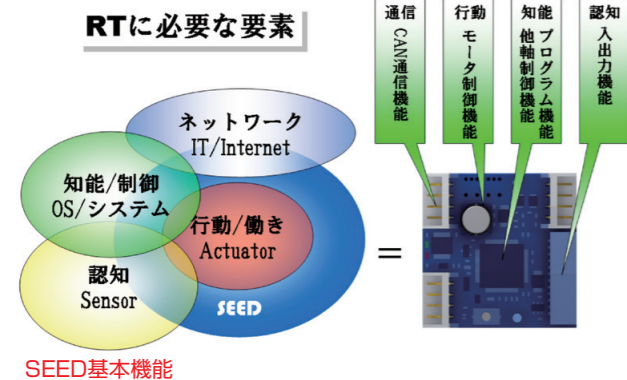 RTに必要な要素
ネットワーク
IT/Internet
知能/制御
OS/システム
行動/働き
Actuator
認知
Sensor
SEED
=
通信
CAN通信機能
行動
モータ制御機能
知能
プログラム機能
他軸制御機能
認知
入出力機能
SEED基本機能